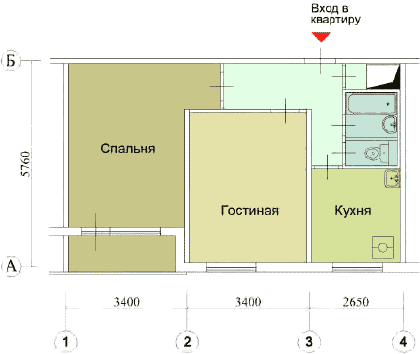 Вход в
квартиру
Б
5760
Спальня
Гостиная
Кухня
А
3400 3400 2650
1 2 3 4